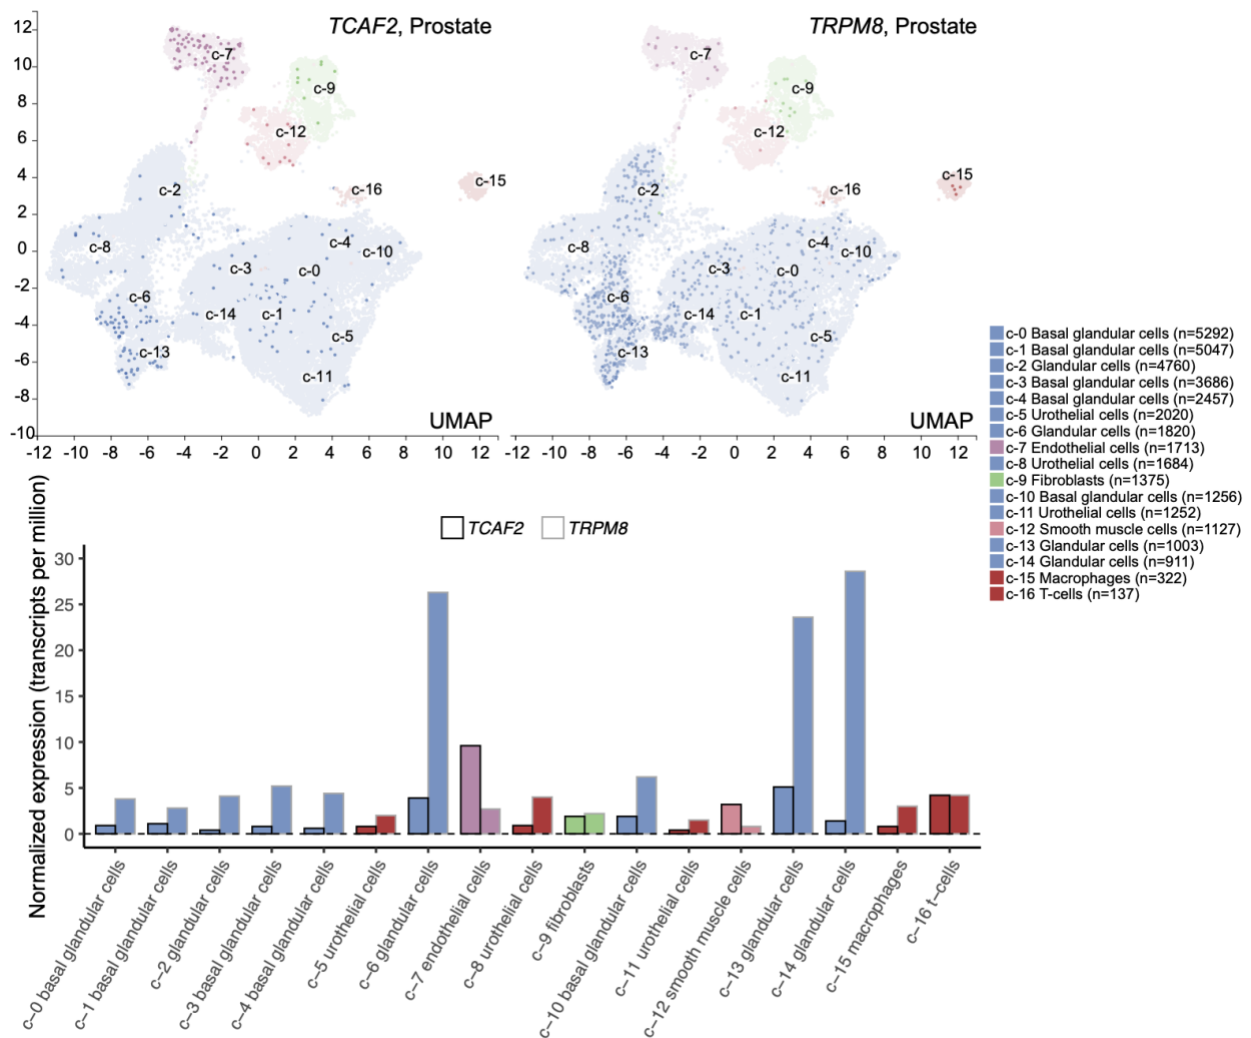 TCAF2, Prostate
TRPM8, Prostate
12
10
8
6
4
2
0
-2
-4
-6
-8
-10
c-7
c-9
c-12
c-2
c-16
c-15
c-8
c-4
c-10
c-3
c-0
c-6
c-14
c-1
c-5
c-13
c-11
UMAP
c-7
c-9
c-12
c-2
c-16
c-15
c-8
c-4
c-10
c-3
c-0
c-6
c-14
c-1
c-5
c-13
c-11
UMAP
-12 -10 -8 -6 -4 -2 0 2 4 6 8 10 12
-12 -10 -8 -6 -4 -2 0 2 4 6 8 10 12
c-0 Basal glandular cells (n=5292)
c-1 Basal glandular cells (n=5047)
c-2 Glandular cells (n=4760)
c-3 Basal glandular cells (n=3686)
c-4 Basal glandular cells (n=2457)
c-5 Urothelial cells (n=2020)
c-6 Glandular cells (n=1820)
c-7 Endothelial cells (n=1713)
c-8 Urothelial cells (n=1684)
c-9 Fibroblasts (n=1375)
c-10 Basal glandular cells (n=1256)
c-11 Urothelial cells (n=1252)
c-12 Smooth muscle cells (n=1127)
c-13 Glandular cells (n=1003)
c-14 Glandular cells (n=911)
c-15 Macrophages (n=322)
c-16 T-cells (n=137)
TCAF2 TRPM8
Normalized expression (transcripts per million)
30
25
20
15
10
5
0
c−0 basal glandular cells
c−1 basal glandular cells
c−2 glandular cells
c−3 basal glandular cells
c−4 basal glandular cells
c−5 urothelial cells
c−6 glandular cells
c−7 endothelial cells
c−8 urothelial cells
c−9 fibroblasts
c−10 basal glandular cells
c−11 urothelial cells
c−12 smooth muscle cells
c−13 glandular cells
c−14 glandular cells
c−15 macrophages
c−16 t−cells